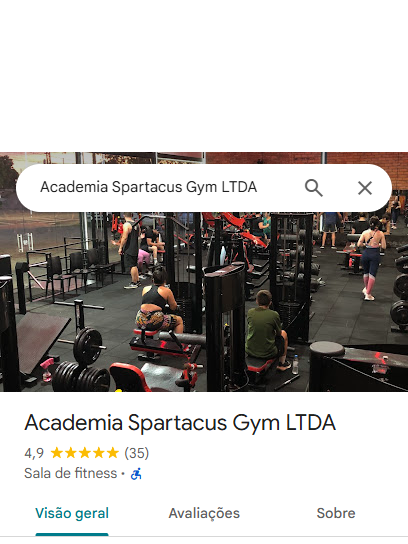 Academia Spartacus Gym LTDA
Academia Spartacus Gym LTDA
4,9 (35)
Sala de fitness ·
Visão geral Avaliações Sobre